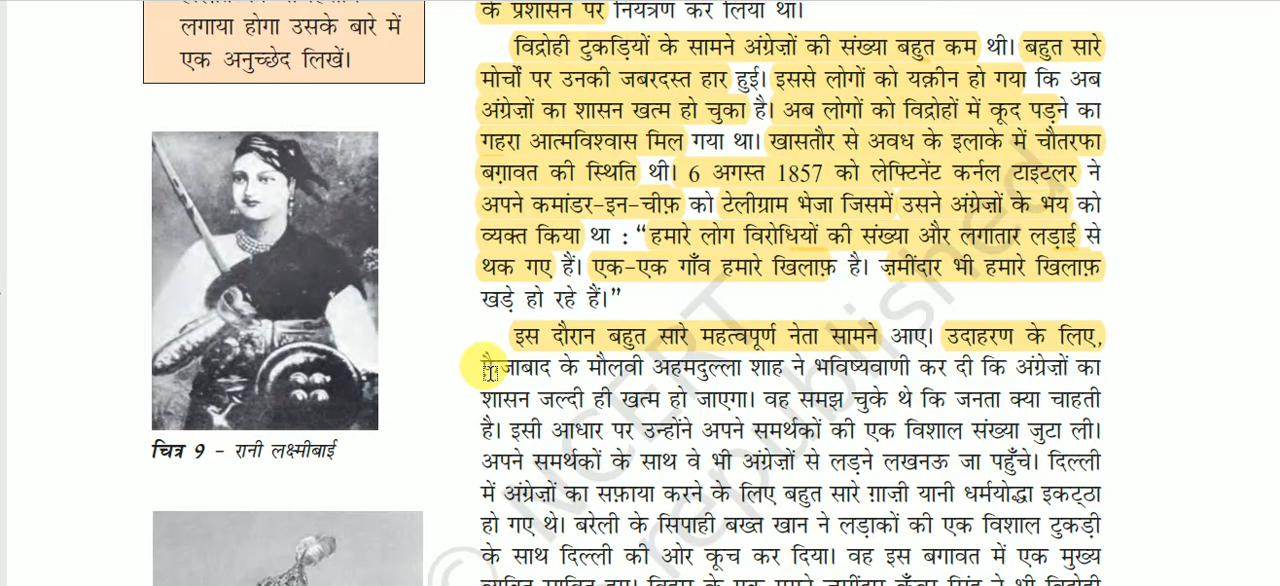 लगाया होगा उसके बारे में
एक अनुच्छेद लिखें।
चित्र 9 – रानी लक्ष्मीबाई
के प्रशासन पर नियंत्रण कर लिया था।
विद्रोही टुकड़ियों के सामने अंग्रेज़ों की संख्या बहुत कम थी। बहुत सारे
मोर्चों पर उनकी जबरदस्त हार हुई। इससे लोगों को यक़ीन हो गया कि अब
अंग्रेज़ों का शासन खत्म हो चुका है। अब लोगों को विद्रोहों में कूद पड़ने का
गहरा आत्मविश्वास मिल गया था। खासतौर से अवध के इलाके में चौतरफा
बग़ावत की स्थिति थी। 6 अगस्त 1857 को लेफ्टिनेंट कर्नल टाइटलर ने
अपने कमांडर-इन-चीफ़ को टेलीग्राम भेजा जिसमें उसने अंग्रेज़ों के भय को
व्यक्त किया था : “हमारे लोग विरोधियों की संख्या और लगातार लड़ाई से
थक गए हैं। एक-एक गाँव हमारे खिलाफ़ है। ज़मींदार भी हमारे खिलाफ़
खड़े हो रहे हैं।”
इस दौरान बहुत सारे महत्वपूर्ण नेता सामने आए। उदाहरण के लिए,
फ़ैजाबाद के मौलवी अहमदुल्ला शाह ने भविष्यवाणी कर दी कि अंग्रेज़ों का
शासन जल्दी ही खत्म हो जाएगा। वह समझ चुके थे कि जनता क्या चाहती
है। इसी आधार पर उन्होंने अपने समर्थकों की एक विशाल संख्या जुटा ली।
अपने समर्थकों के साथ वे भी अंग्रेज़ों से लड़ने लखनऊ जा पहुँचे। दिल्ली
में अंग्रेज़ों का सफ़ाया करने के लिए बहुत सारे ग़ाज़ी यानी धर्मयोद्धा इकट्ठा
हो गए थे। बरेली के सिपाही बख्त खान ने लड़ाकों की एक विशाल टुकड़ी
के साथ दिल्ली की ओर कूच कर दिया। वह इस बगावत में एक मुख्य
© NCERT
republished